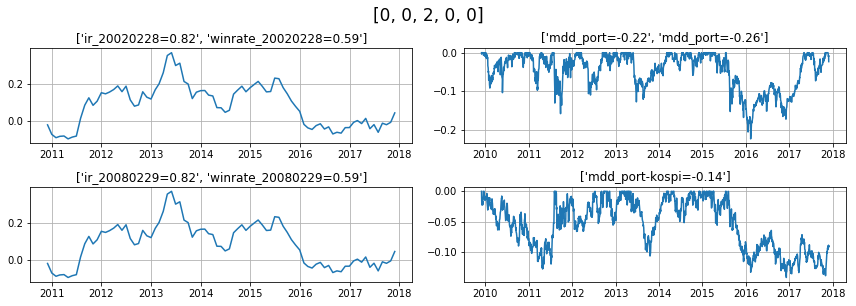 [0, 0, 2, 0, 0]
['ir_20020228=0.82', 'winrate_20020228=0.59']
0.2
0.0
2011 2012 2013 2014 2015 2016 2017 2018
['mdd_port=-0.22', 'mdd_port=-0.26']
0.0
−0.1
−0.2
2010 2011 2012 2013 2014 2015 2016 2017 2018
['ir_20080229=0.82', 'winrate_20080229=0.59']
0.2
0.0
2011 2012 2013 2014 2015 2016 2017 2018
['mdd_port-kospi=-0.14']
0.00
−0.05
−0.10
2010 2011 2012 2013 2014 2015 2016 2017 2018